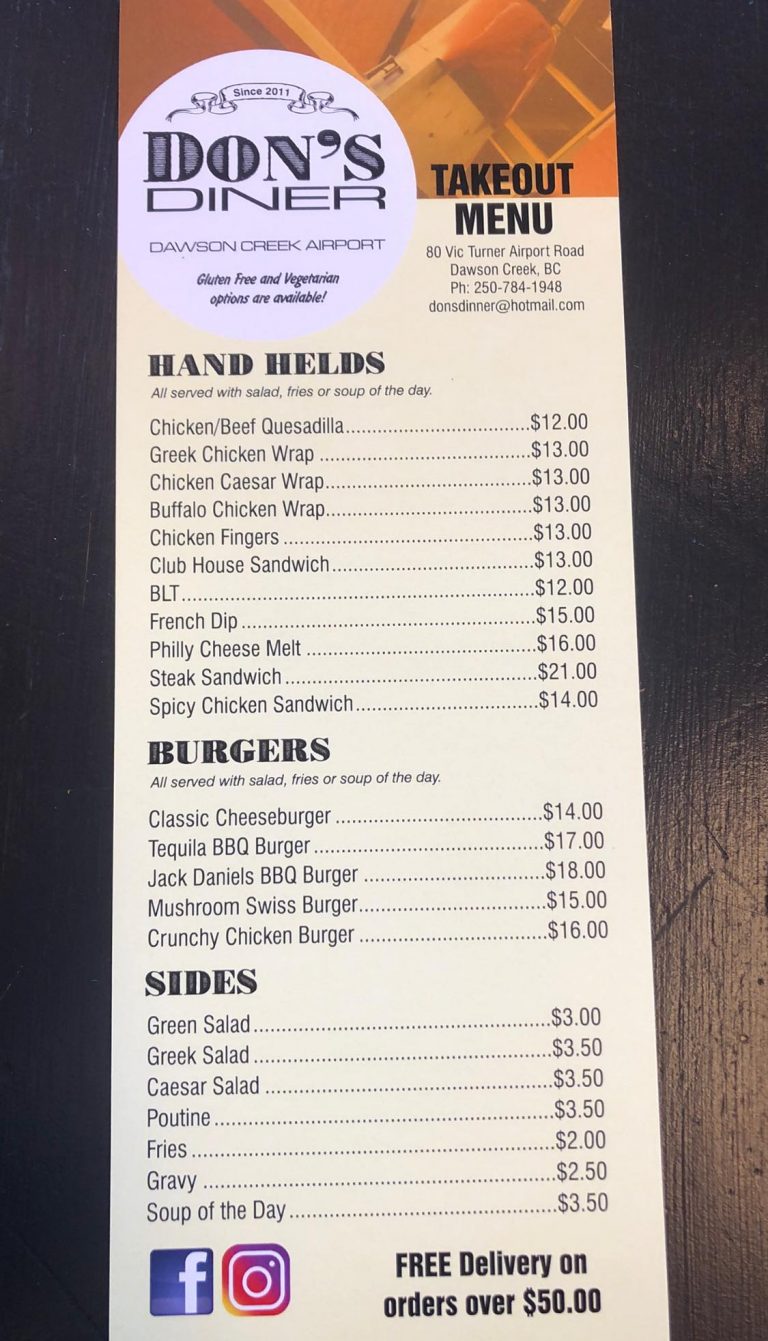 Since 2011
DON'S
DINER
DAWSON CREEK AIRPORT
Gluten Free and Vegetarian
options are available!
TAKEOUT
MENU
80 Vic Turner Airport Road
Dawson Creek, BC
Ph: 250-784-1948
donsdinner@hotmail.com
HAND HELDS
All served with salad, fries or soup of the day.
Chicken/Beef Quesadilla.................................$12.00
Greek Chicken Wrap ......................................$13.00
Chicken Caesar Wrap.....................................$13.00
Buffalo Chicken Wrap.....................................$13.00
Chicken Fingers .............................................$13.00
Club House Sandwich....................................$13.00
BLT................................................................$12.00
French Dip .....................................................$15.00
Philly Cheese Melt .........................................$16.00
Steak Sandwich .............................................$21.00
Spicy Chicken Sandwich.................................$14.00
BURGERS
All served with salad, fries or soup of the day.
Classic Cheeseburger .....................................$14.00
Tequila BBQ Burger .........................................$17.00
Jack Daniels BBQ Burger ................................$18.00
Mushroom Swiss Burger.................................$15.00
Crunchy Chicken Burger .................................$16.00
SIDES
Green Salad.....................................................$3.00
Greek Salad .....................................................$3.50
Caesar Salad ...................................................$3.50
Poutine ............................................................$3.50
Fries .................................................................$2.00
Gravy ...............................................................$2.50
Soup of the Day ................................................$3.50
FREE Delivery on
orders over $50.00